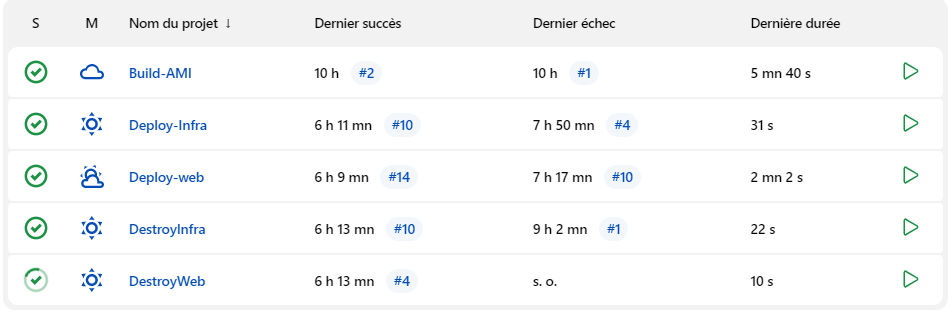 S M Nom du projet ↓ Dernier succès Dernier échec Dernière durée
Build-AMI 10 h #2 10 h #1 5 mn 40 s
Deploy-Infra 6 h 11 mn #10 7 h 50 mn #4 31 s
Deploy-web 6 h 9 mn #14 7 h 17 mn #10 2 mn 2 s
DestroyInfra 6 h 13 mn #10 9 h 2 mn #1 22 s
DestroyWeb 6 h 13 mn #4 s. o. 10 s